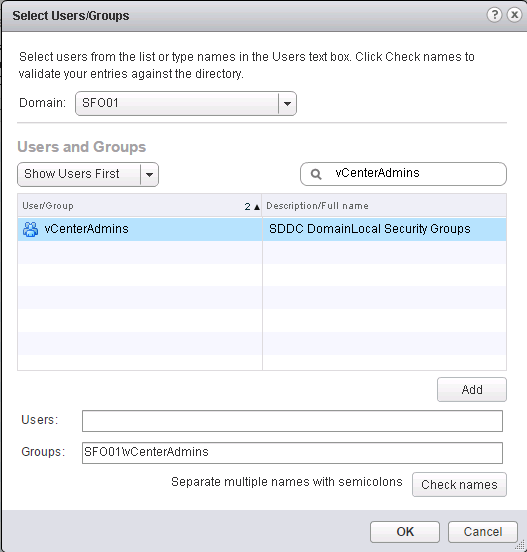 Select Users/Groups
Select users from the list or type names in the Users text box. Click Check names to
validate your entries against the directory.
Domain: SFO01
Users and Groups
Show Users First vCenterAdmins
User/Group 2 ▲ Description/Full name
vCenterAdmins SDDC DomainLocal Security Groups
Add
Users:
Groups: SFO01\vCenterAdmins
Separate multiple names with semicolons Check names
OK Cancel